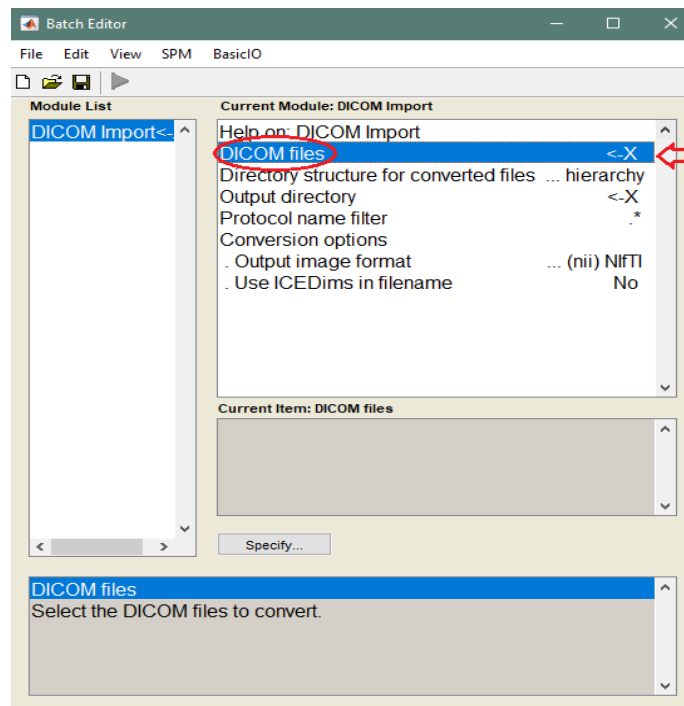 Batch Editor
File Edit View SPM BasicIO
Module List
DICOM Import<-
Current Module: DICOM Import
Help on: DICOM Import
DICOM files <-X
Directory structure for converted files ... hierarchy
Output directory <-X
Protocol name filter .*
Conversion options
. Output image format ... (nii) NIfTI
. Use ICEDims in filename No
Current Item: DICOM files
Specify...
DICOM files
Select the DICOM files to convert.